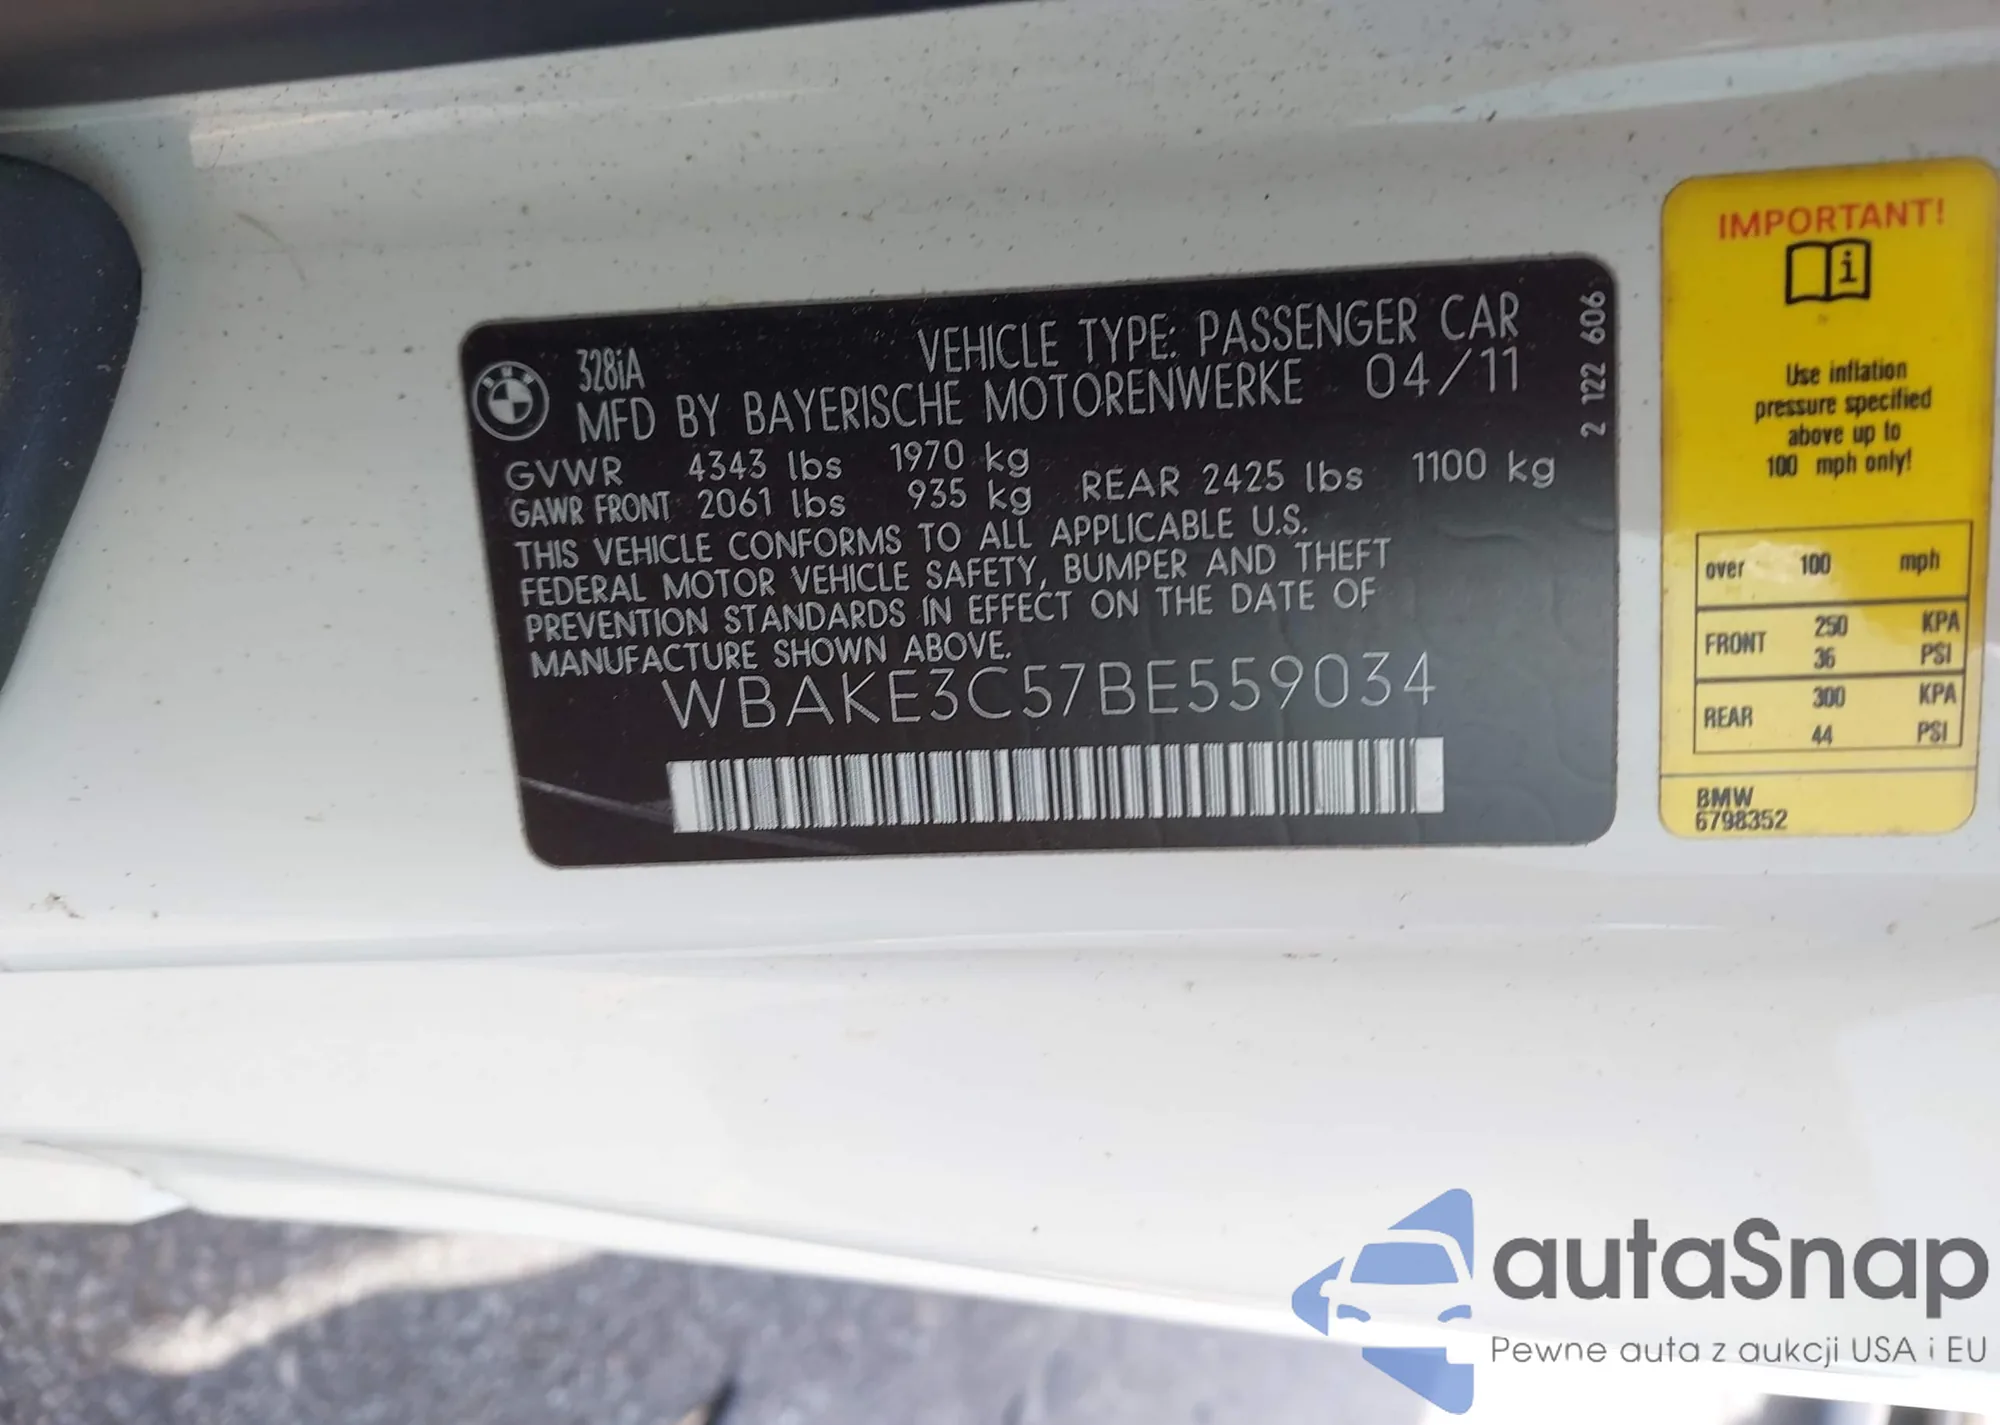 328iA
VEHICLE TYPE: PASSENGER CAR
MFD BY BAYERISCHE MOTORENWERKE 04/11
GVWR 4343 lbs 1970 kg
GAWR FRONT 2061 lbs 935 kg REAR 2425 lbs 1100 kg
THIS VEHICLE CONFORMS TO ALL APPLICABLE U.S.
FEDERAL MOTOR VEHICLE SAFETY, BUMPER AND THEFT
PREVENTION STANDARDS IN EFFECT ON THE DATE OF
MANUFACTURE SHOWN ABOVE.
WBAKE3C57BE559034
2 122 606
IMPORTANT!
i
Use inflation
pressure specified
above up to
100 mph only!
over 100 mph
FRONT 250 KPA
36 PSI
REAR 300 KPA
44 PSI
BMW
6798352
autaSnap
Pewne auta z aukcji USA i EU